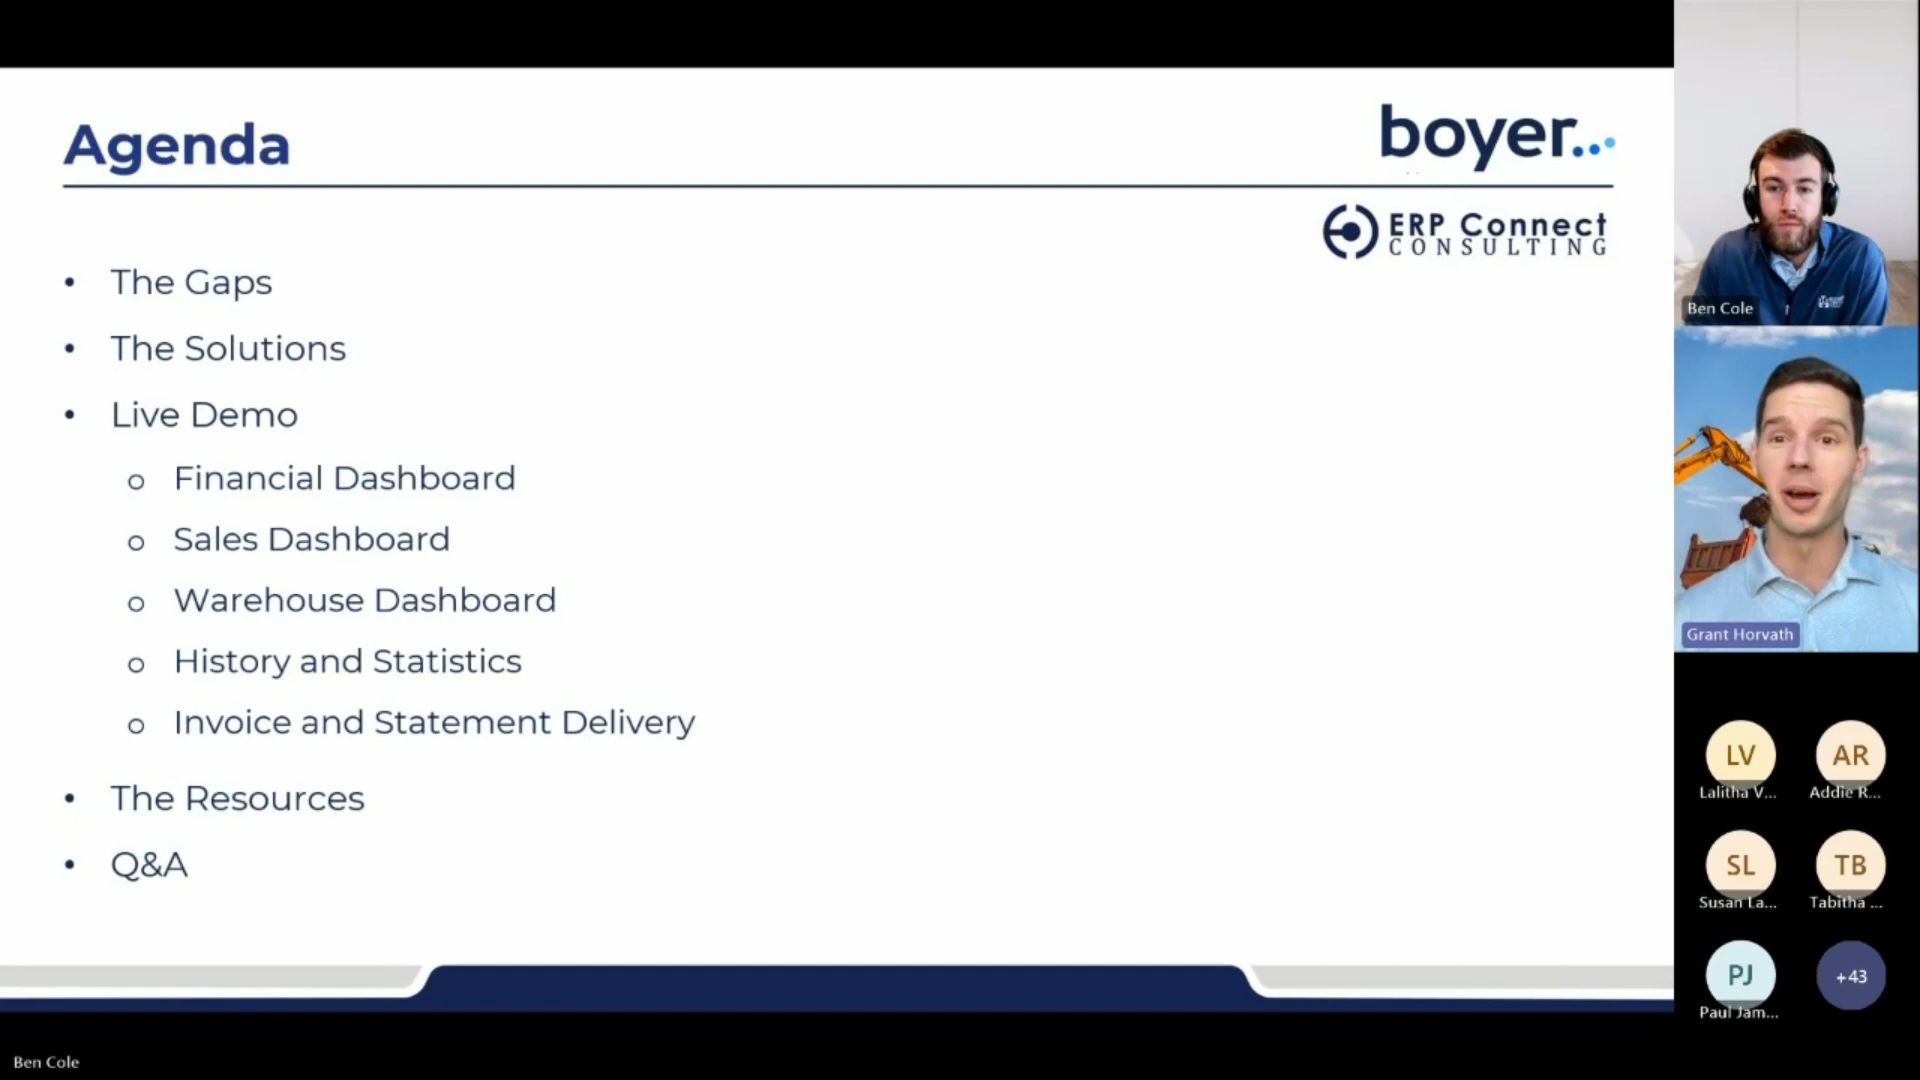 Agenda
boyer...
ERP Connect
CONSULTING
• The Gaps
• The Solutions
• Live Demo
o Financial Dashboard
o Sales Dashboard
o Warehouse Dashboard
o History and Statistics
o Invoice and Statement Delivery
• The Resources
• Q&A
Ben Cole
Grant Horvath
LV
AR
Lalitha V...
Addie R...
SL
TB
Susan La...
Tabitha ...
PJ
+43
Paul Jam...
Ben Cole